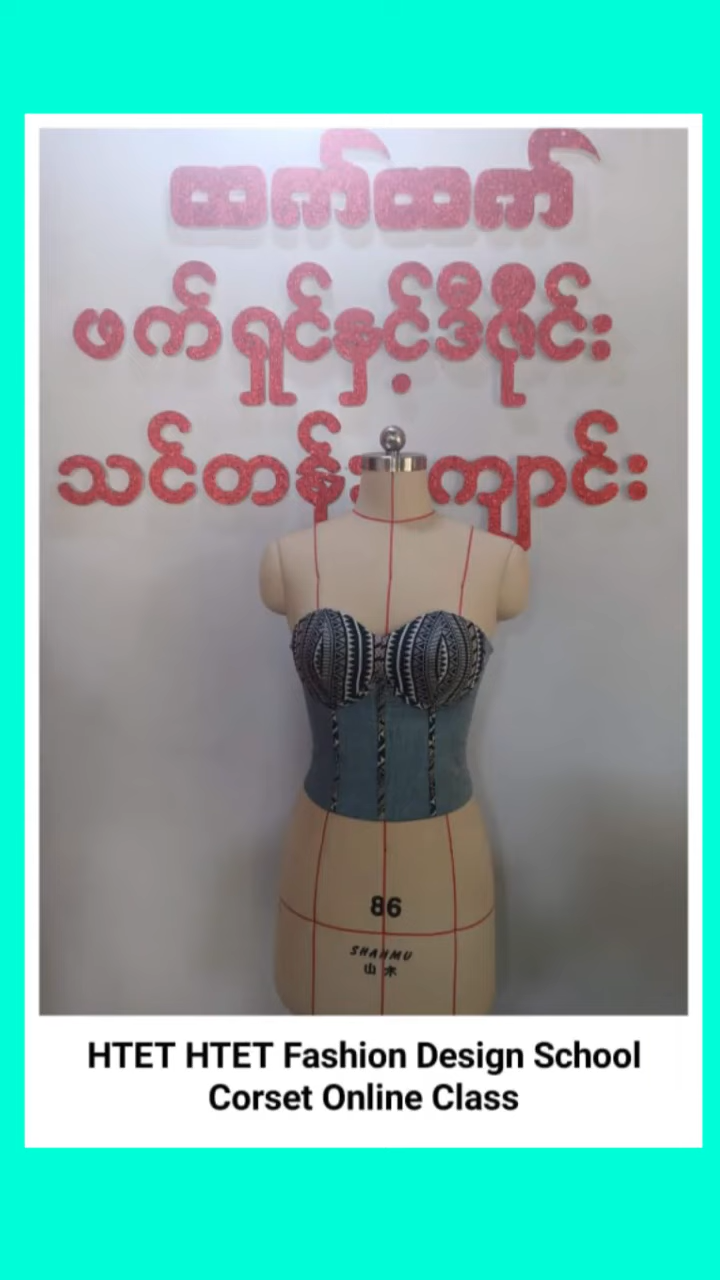 ထက်ထက်
ဖက်ရှင်နှင့်ဒီဇိုင်း
သင်တန်းကျောင်း
86
SHANMU
山木
HTET HTET Fashion Design School
Corset Online Class